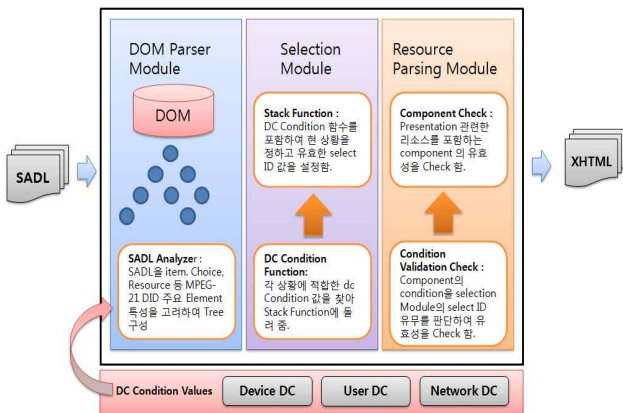 DOM Parser
Module
Selection
Module
Resource
Parsing Module
DOM
SADL
XHTML
SADL Analyzer :
SADL을 item. Choice,
Resource 등 MPEG-
21 DID 주요 Element
특성을 고려하여 Tree
구성
Stack Function :
DC Condition 함수를
포함하여 현 상황을
정하고 유효한 select
ID 값을 설정함.
DC Condition
Function:
각 상황에 적합한 dc
Condition 값을 찾아
Stack Function에 돌
려 줌.
Component Check :
Presentation 관련한
리소스를 포함하는
component 의 유효
성을 Check 함.
Condition
Validation Check :
Component의
condition을 selection
Module의 select ID
유무를 판단하여 유
효성을 Check 함.
DC Condition Values
Device DC
User DC
Network DC